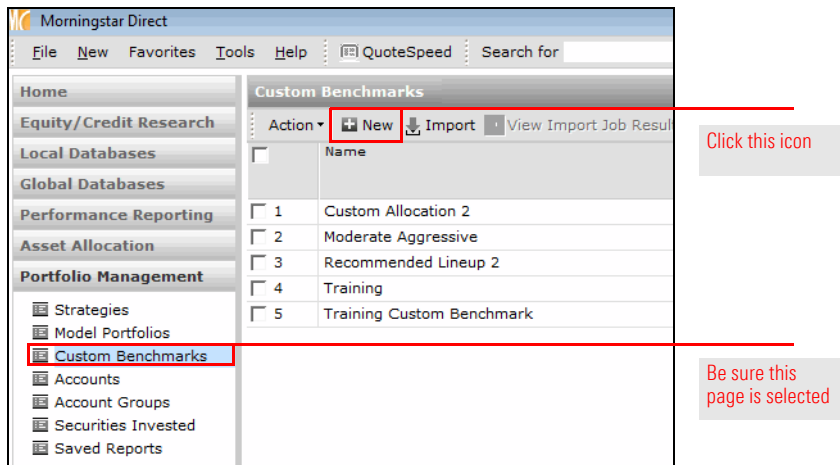 Morningstar Direct
File New Favorites Tools Help QuoteSpeed Search for
Home
Equity/Credit Research
Local Databases
Global Databases
Performance Reporting
Asset Allocation
Portfolio Management
Strategies
Model Portfolios
Custom Benchmarks
Accounts
Account Groups
Securities Invested
Saved Reports
Custom Benchmarks
Action New Import View Import Job Resul
Name
1 Custom Allocation 2
2 Moderate Aggressive
3 Recommended Lineup 2
4 Training
5 Training Custom Benchmark
Click this icon
Be sure this
page is selected